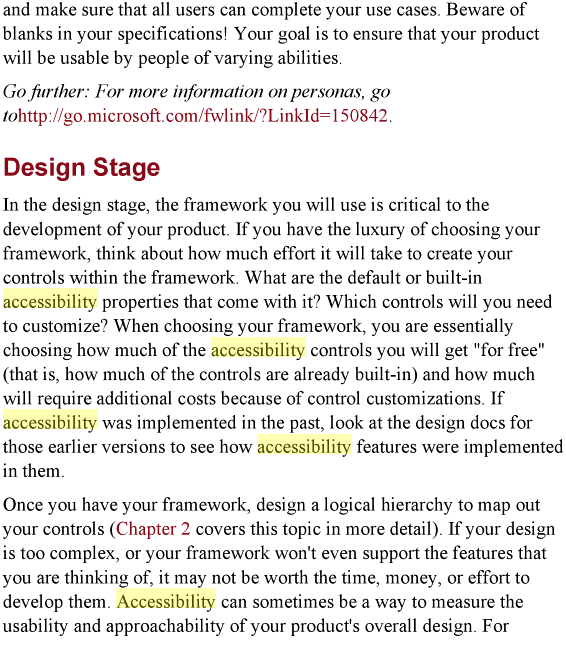 and make sure that all users can complete your use cases. Beware of
blanks in your specifications! Your goal is to ensure that your product
will be usable by people of varying abilities.
Go further: For more information on personas, go
tohttp://go.microsoft.com/fwlink/?LinkId=150842.
Design Stage
In the design stage, the framework you will use is critical to the
development of your product. If you have the luxury of choosing your
framework, think about how much effort it will take to create your
controls within the framework. What are the default or built-in
accessibility properties that come with it? Which controls will you need
to customize? When choosing your framework, you are essentially
choosing how much of the accessibility controls you will get "for free"
(that is, how much of the controls are already built-in) and how much
will require additional costs because of control customizations. If
accessibility was implemented in the past, look at the design docs for
those earlier versions to see how accessibility features were implemented
in them.
Once you have your framework, design a logical hierarchy to map out
your controls (Chapter 2 covers this topic in more detail). If your design
is too complex, or your framework won't even support the features that
you are thinking of, it may not be worth the time, money, or effort to
develop them. Accessibility can sometimes be a way to measure the
usability and approachability of your product's overall design. For